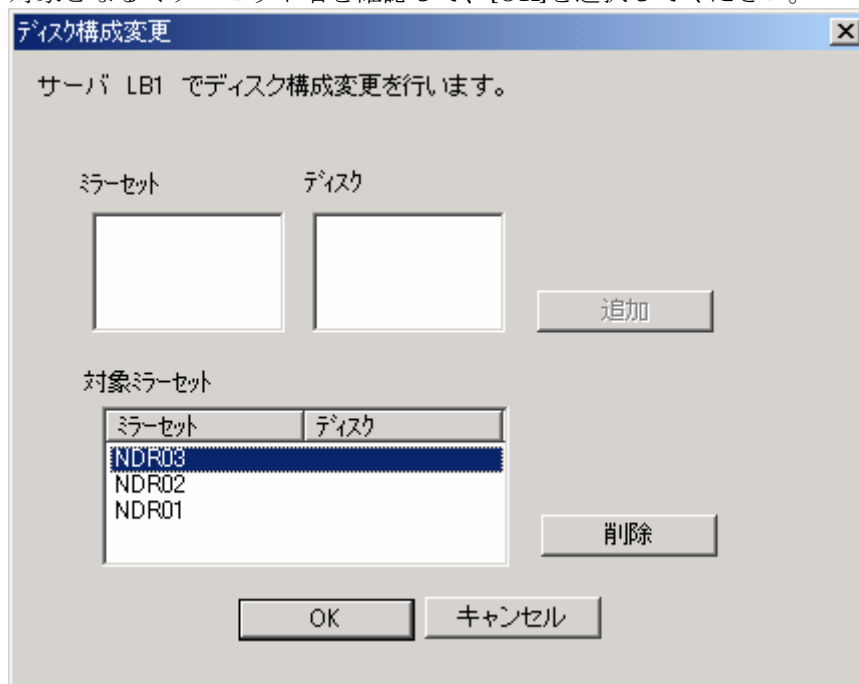 対象となるミラーセット名を確認して、[OK]を選択してください。
ディスク構成変更
サーバ LB1 でディスク構成変更を行います。
ミラーセット ディスク
追加
対象ミラーセット
ミラーセット ディスク
NDR03
NDR02
NDR01
削除
OK キャンセル